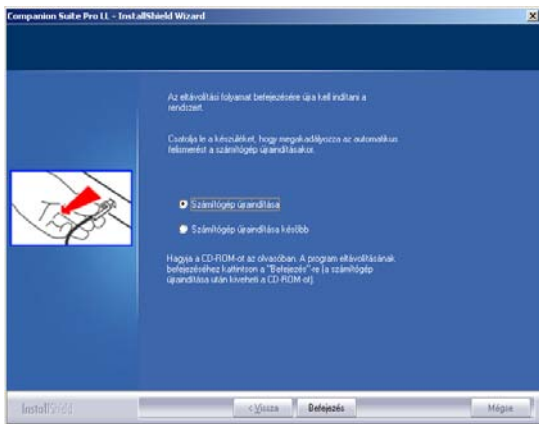 Companion Suite Pro LL - InstallShield Wizard
Az eltávolítási folyamat befejezésére újra kell indítani a
rendszert.
Csatolja le a készüléket, hogy megakadályozza az automatikus
felismerést a számítógép újraindításakor.
Számítógép újraindítása
Számítógép újraindítása később
Hagyja a CD-ROM-ot az olvasóban. A program eltávolításának
befejezéséhez kattintson a "Befejezés"-re (a számítógép
újraindítása után kiveheti a CD-ROM-ot)
InstallShield
< Vissza
Befejezés
Mégse